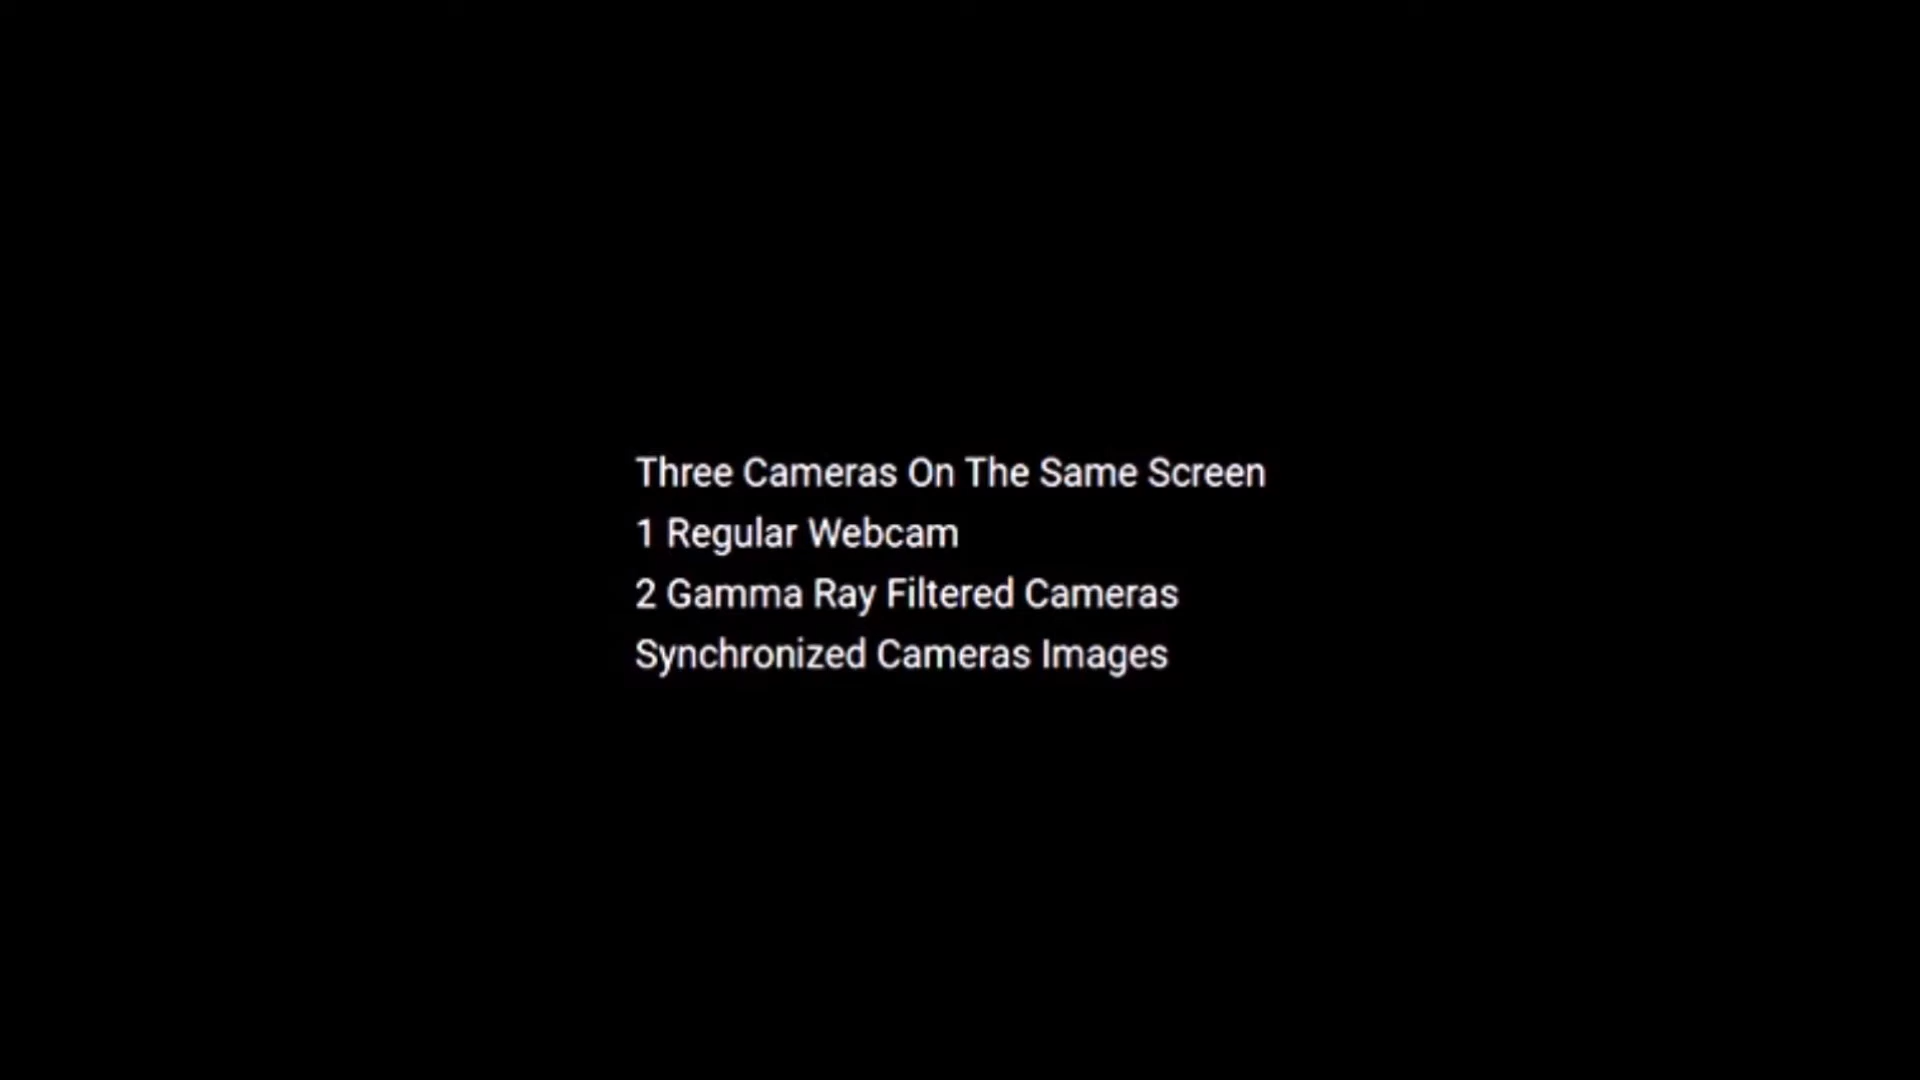 Three Cameras On The Same Screen
1 Regular Webcam
2 Gamma Ray Filtered Cameras
Synchronized Cameras Images